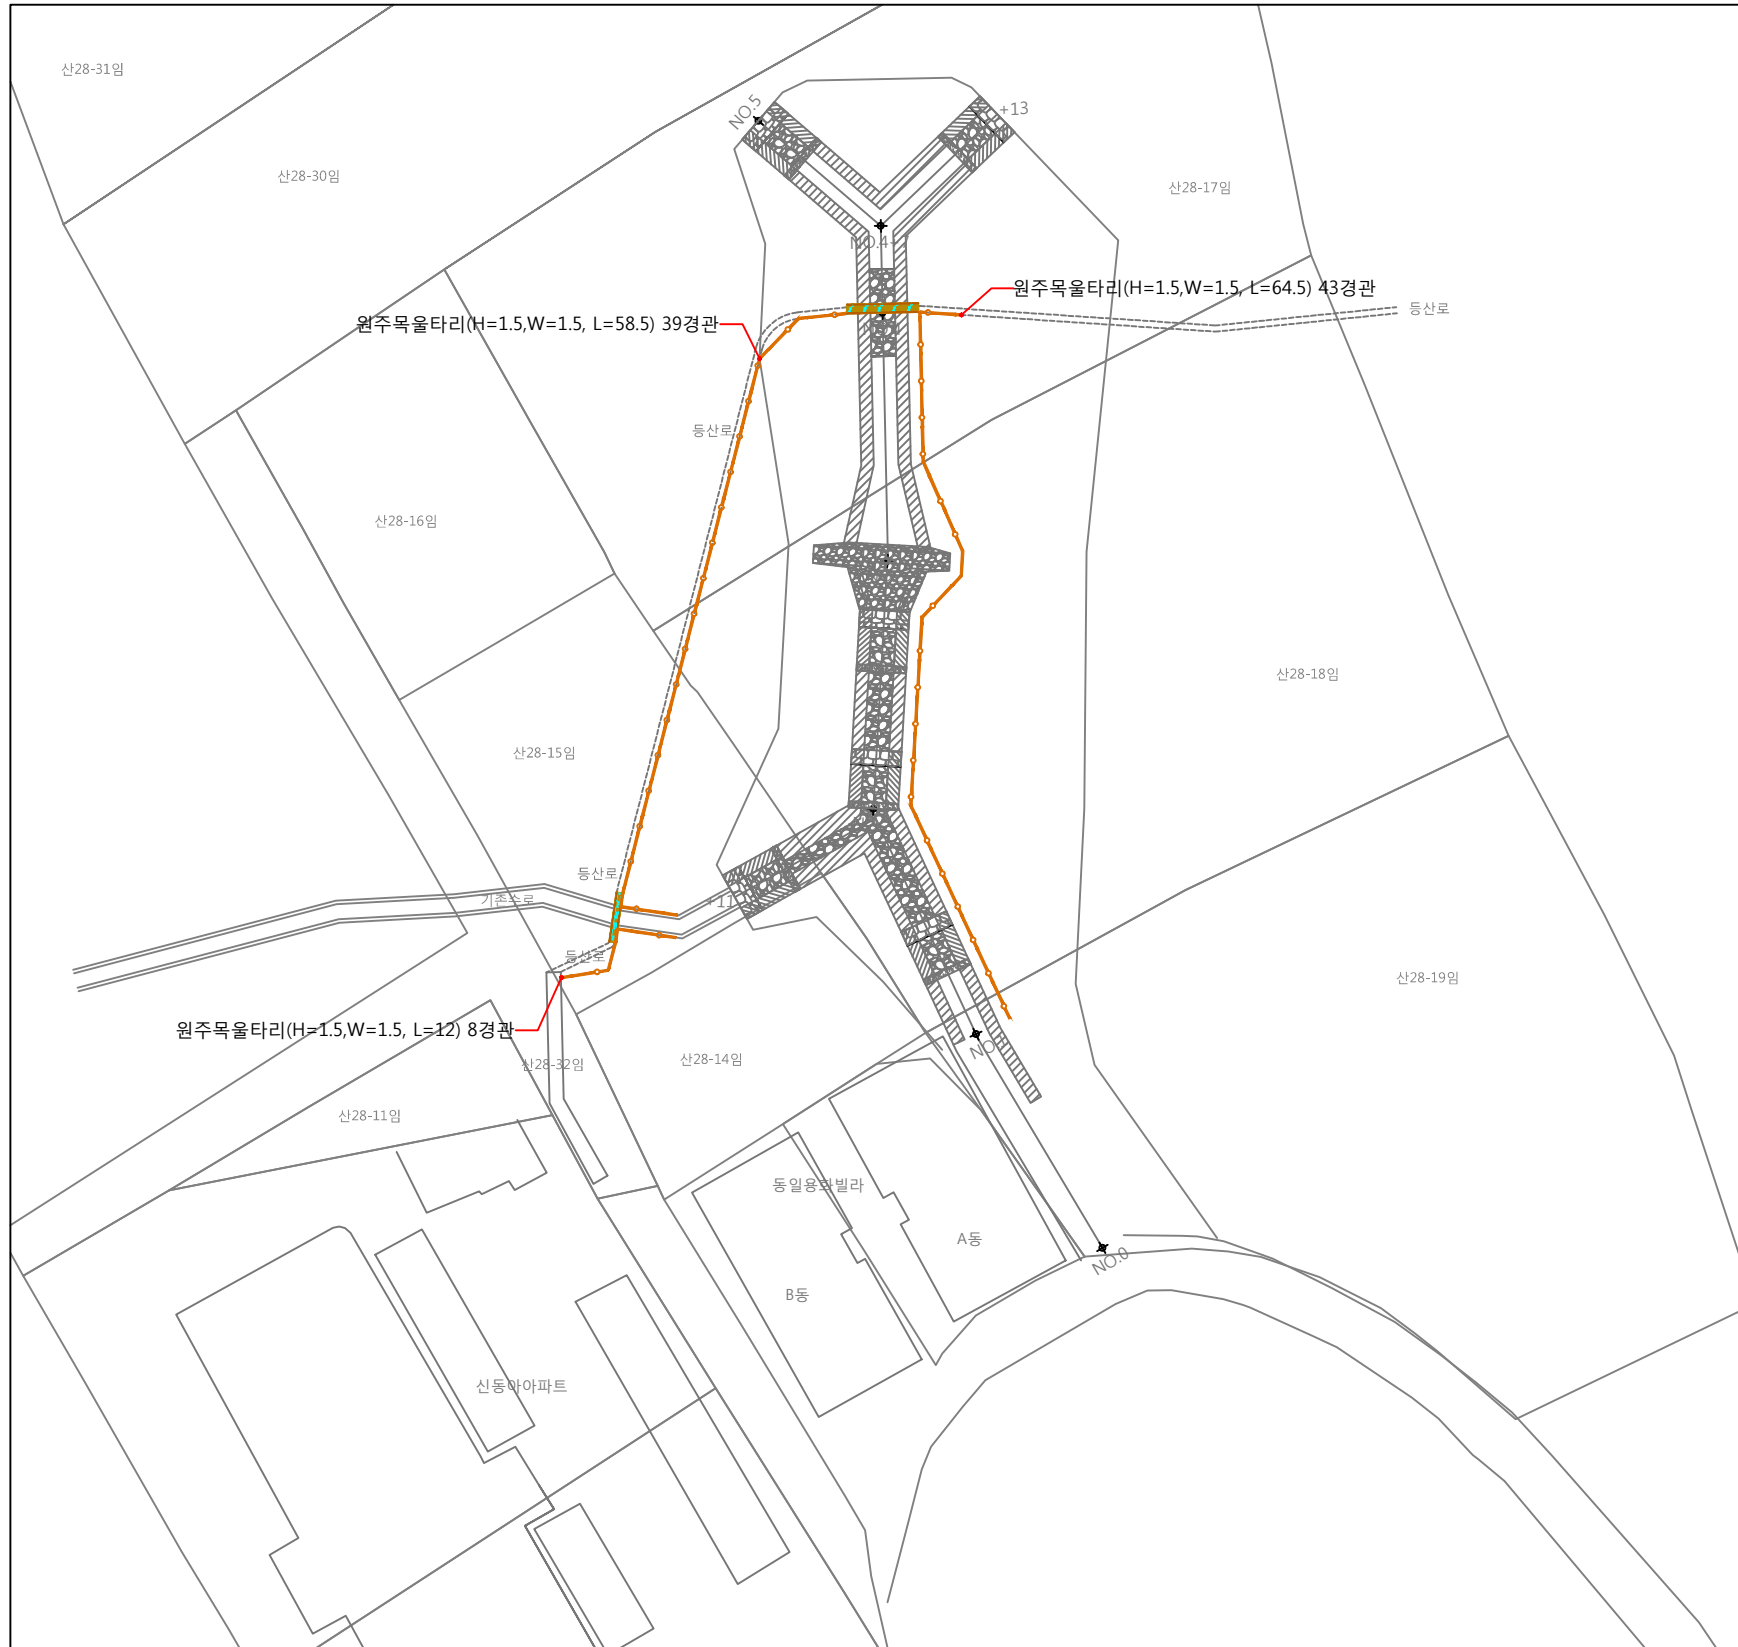 산28-31임
NO.5
+13
산28-30임
산28-17임
NO.4+7
원주목울타리(H=1.5,W=1.5, L=64.5) 43경관
등산로
원주목울타리(H=1.5,W=1.5, L=58.5) 39경관
등산로
산28-16임
산28-18임
산28-15임
등산로
기존수로
+11
등산로
산28-19임
원주목울타리(H=1.5,W=1.5, L=12) 8경관
NO
산28-32임
산28-14임
산28-11임
동일용화빌라
A동
NO.0
B동
신동아아파트